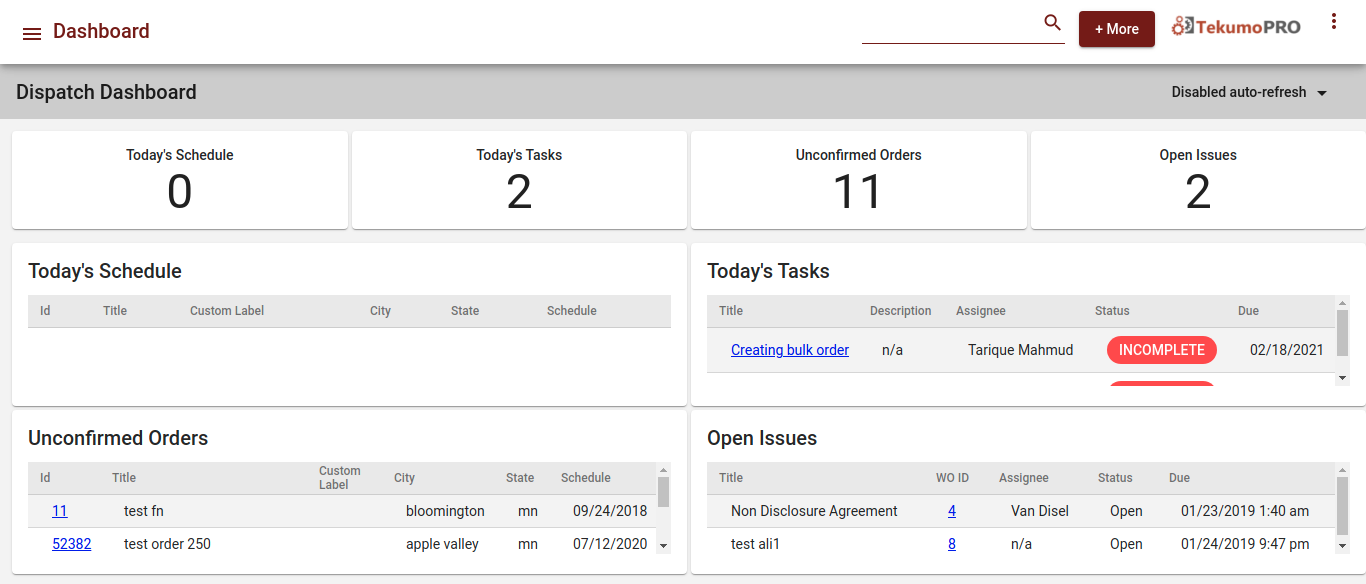 Dashboard
+ More
TekumoPRO
Dispatch Dashboard
Disabled auto-refresh
Today's Schedule
0
Today's Tasks
2
Unconfirmed Orders
11
Open Issues
2
Today's Schedule
Id Title Custom Label City State Schedule
Today's Tasks
Title Description Assignee Status Due
Creating bulk order n/a Tarique Mahmud INCOMPLETE 02/18/2021
Unconfirmed Orders
Id Title Custom Label City State Schedule
11 test fn bloomington mn 09/24/2018
52382 test order 250 apple valley mn 07/12/2020
Open Issues
Title WO ID Assignee Status Due
Non Disclosure Agreement 4 Van Disel Open 01/23/2019 1:40 am
test ali1 8 n/a Open 01/24/2019 9:47 pm